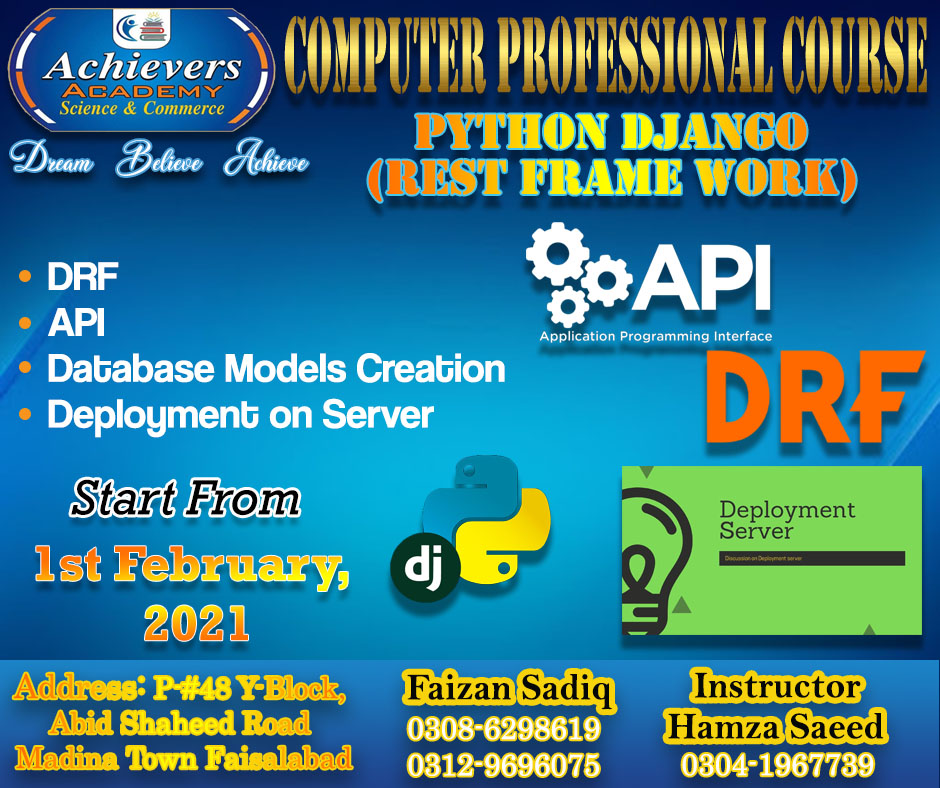 Achievers
ACADEMY
Science & Commerce
Dream Believe Achieve
COMPUTER PROFESSIONAL COURSE
PYTHON DJANGO
(REST FRAME WORK)
• DRF
• API
• Database Models Creation
• Deployment on Server
API
Application Programming Interface
DRF
Start From
1st February,
2021
dj
Deployment
Server
Discussion on Deployment server
Address: P-#48 Y-Block,
Abid Shaheed Road
Madina Town Faisalabad
Faizan Sadiq
0308-6298619
0312-9696075
Instructor
Hamza Saeed
0304-1967739